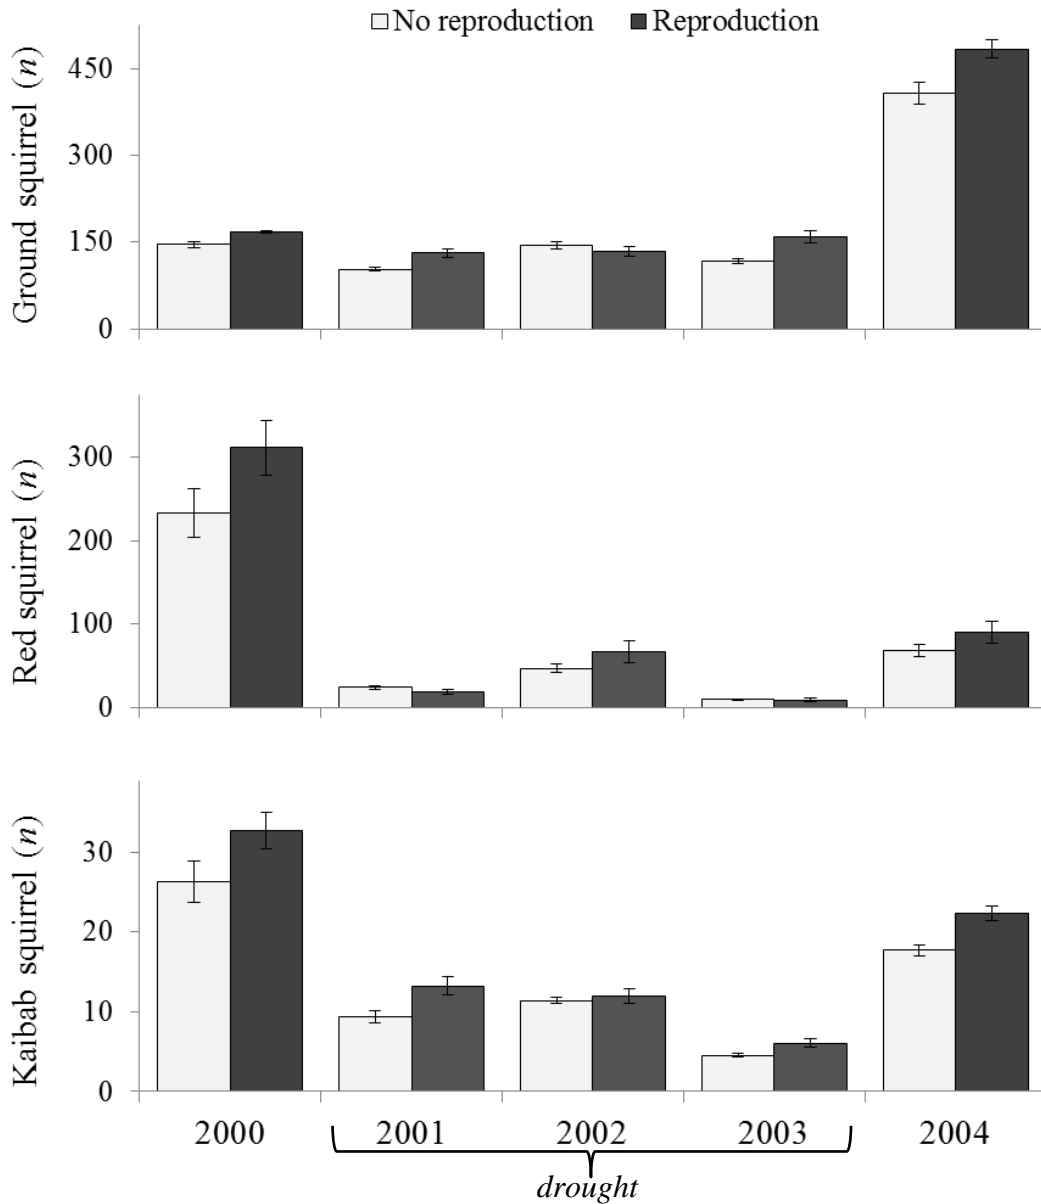 No reproduction Reproduction
Ground squirrel (n)
450
300
150
0
Red squirrel (n)
300
200
100
0
Kaibab squirrel (n)
30
20
10
0
2000 2001 2002 2003 2004
drought